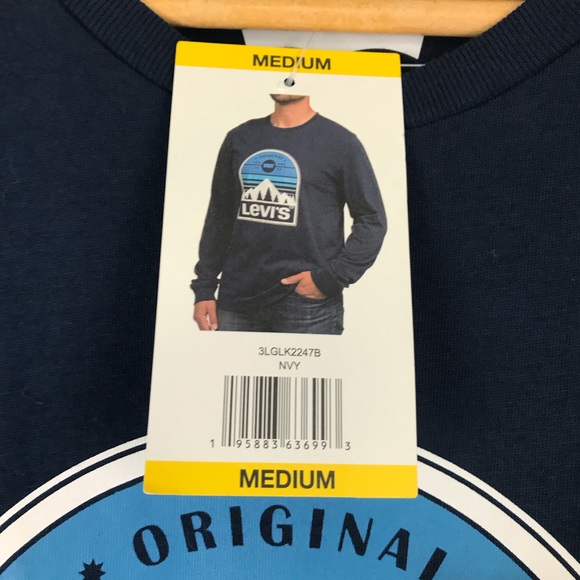 MEDIUM
LEVI'S
3LGLK2247B
NVY
1 95883 63699 3
MEDIUM
ORIGINAL